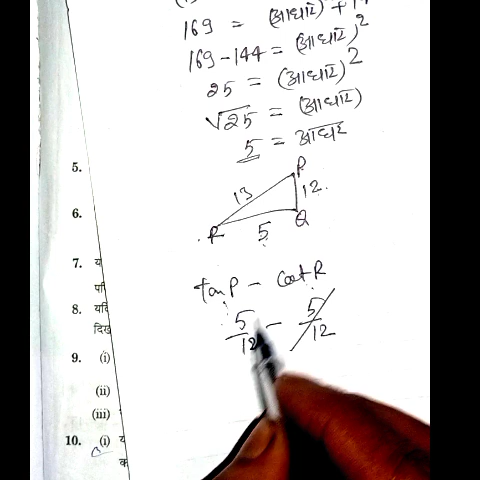 169 = (आधार)² +
169 - 144 = (आधार)²
25 = (आधार)²
√25 = (आधार)
5 = आधार
5.
6.
P
13
12.
R
5
Q
7. य
8. यदि
दिख
9. (i)
(ii)
(iii)
10. (i) य
क
tan P - cot R
5/12 - 5/12